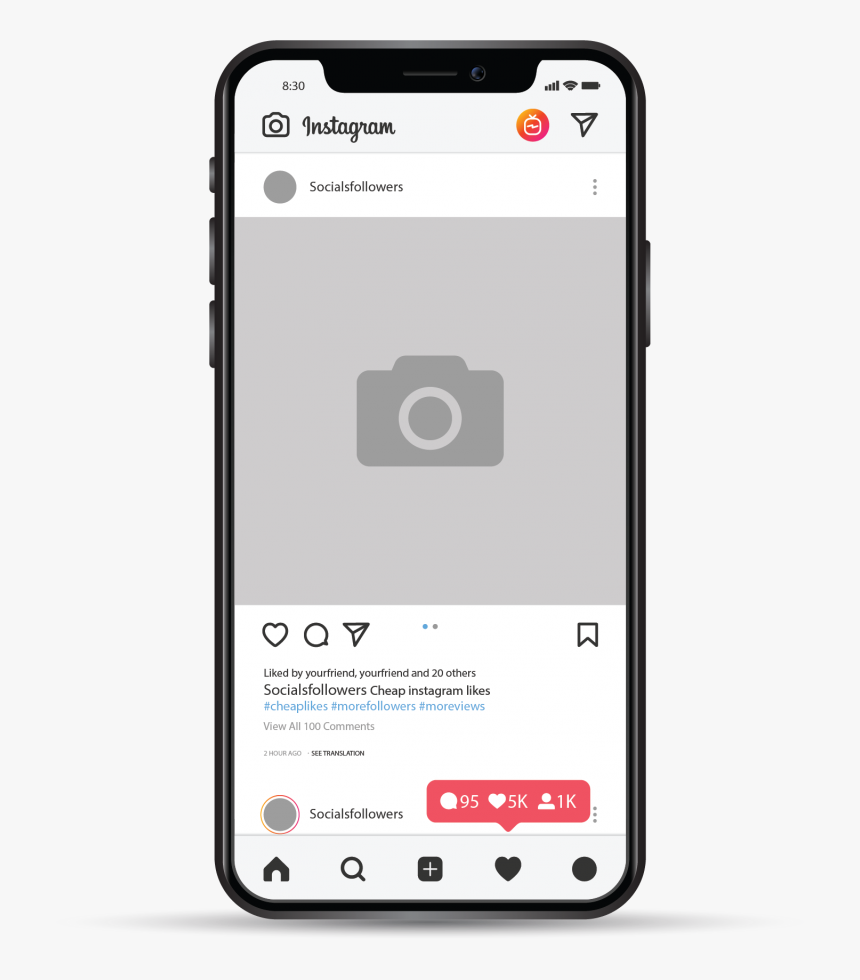 8:30
Instagram
Socialsfollowers
Liked by yourfriend, yourfriend and 20 others
Socialsfollowers Cheap instagram likes
#cheaplikes #morefollowers #moreviews
View All 100 Comments
2 HOUR AGO · SEE TRANSLATION
Socialsfollowers
95 5K 1K